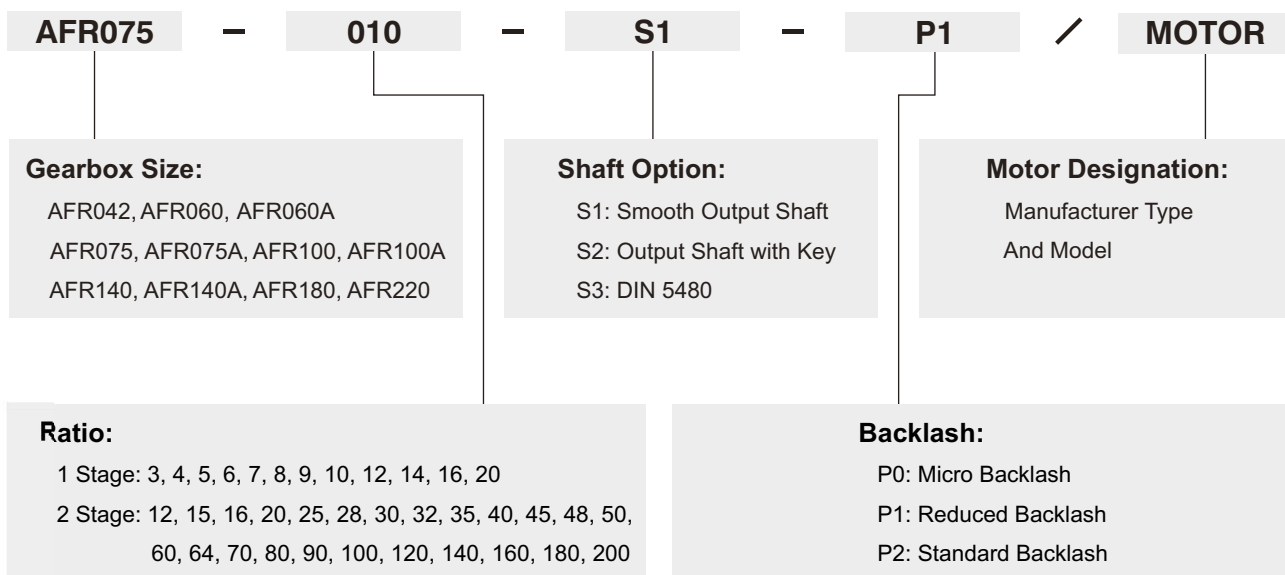 AFR075 – 010 – S1 – P1 / MOTOR
Gearbox Size:
AFR042, AFR060, AFR060A
AFR075, AFR075A, AFR100, AFR100A
AFR140, AFR140A, AFR180, AFR220
Shaft Option:
S1: Smooth Output Shaft
S2: Output Shaft with Key
S3: DIN 5480
Motor Designation:
Manufacturer Type
And Model
Ratio:
1 Stage: 3, 4, 5, 6, 7, 8, 9, 10, 12, 14, 16, 20
2 Stage: 12, 15, 16, 20, 25, 28, 30, 32, 35, 40, 45, 48, 50,
60, 64, 70, 80, 90, 100, 120, 140, 160, 180, 200
Backlash:
P0: Micro Backlash
P1: Reduced Backlash
P2: Standard Backlash